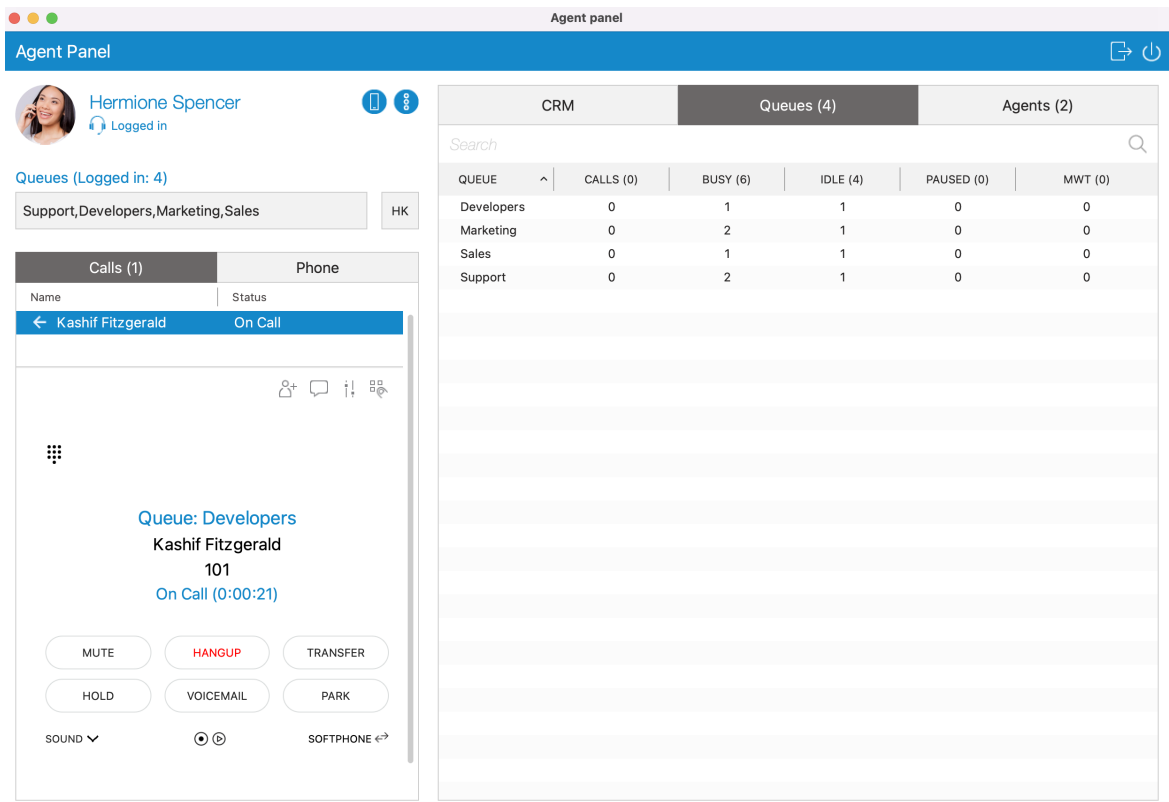 Agent panel
Agent Panel
Hermione Spencer
Logged in
Queues (Logged in: 4)
Support,Developers,Marketing,Sales
HK
Calls (1) Phone
Name Status
Kashif Fitzgerald On Call
Queue: Developers
Kashif Fitzgerald
101
On Call (0:00:21)
MUTE HANGUP TRANSFER
HOLD VOICEMAIL PARK
SOUND SOFTPHONE
CRM Queues (4) Agents (2)
Search
QUEUE CALLS (0) BUSY (6) IDLE (4) PAUSED (0) MWT (0)
Developers 0 1 1 0 0
Marketing 0 2 1 0 0
Sales 0 1 1 0 0
Support 0 2 1 0 0